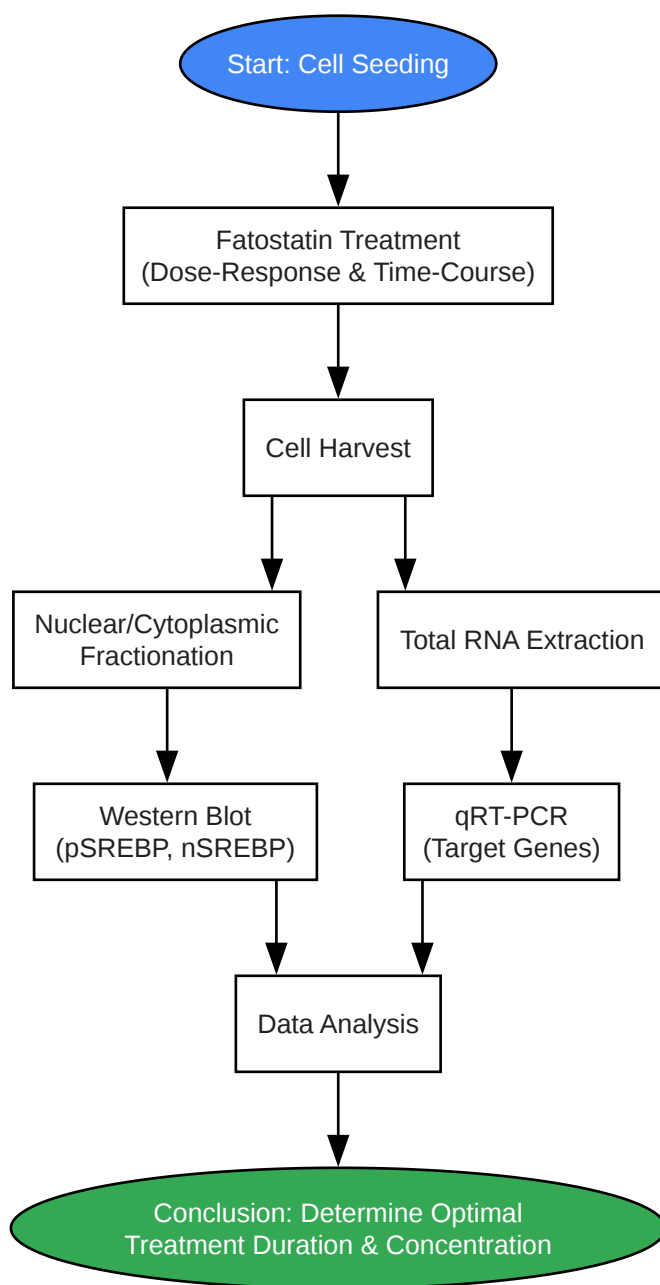 Start: Cell Seeding
Fatostatin Treatment
(Dose-Response & Time-Course)
Cell Harvest
Nuclear/Cytoplasmic
Fractionation
Total RNA Extraction
Western Blot
(pSREBP, nSREBP)
qRT-PCR
(Target Genes)
Data Analysis
Conclusion: Determine Optimal
Treatment Duration & Concentration